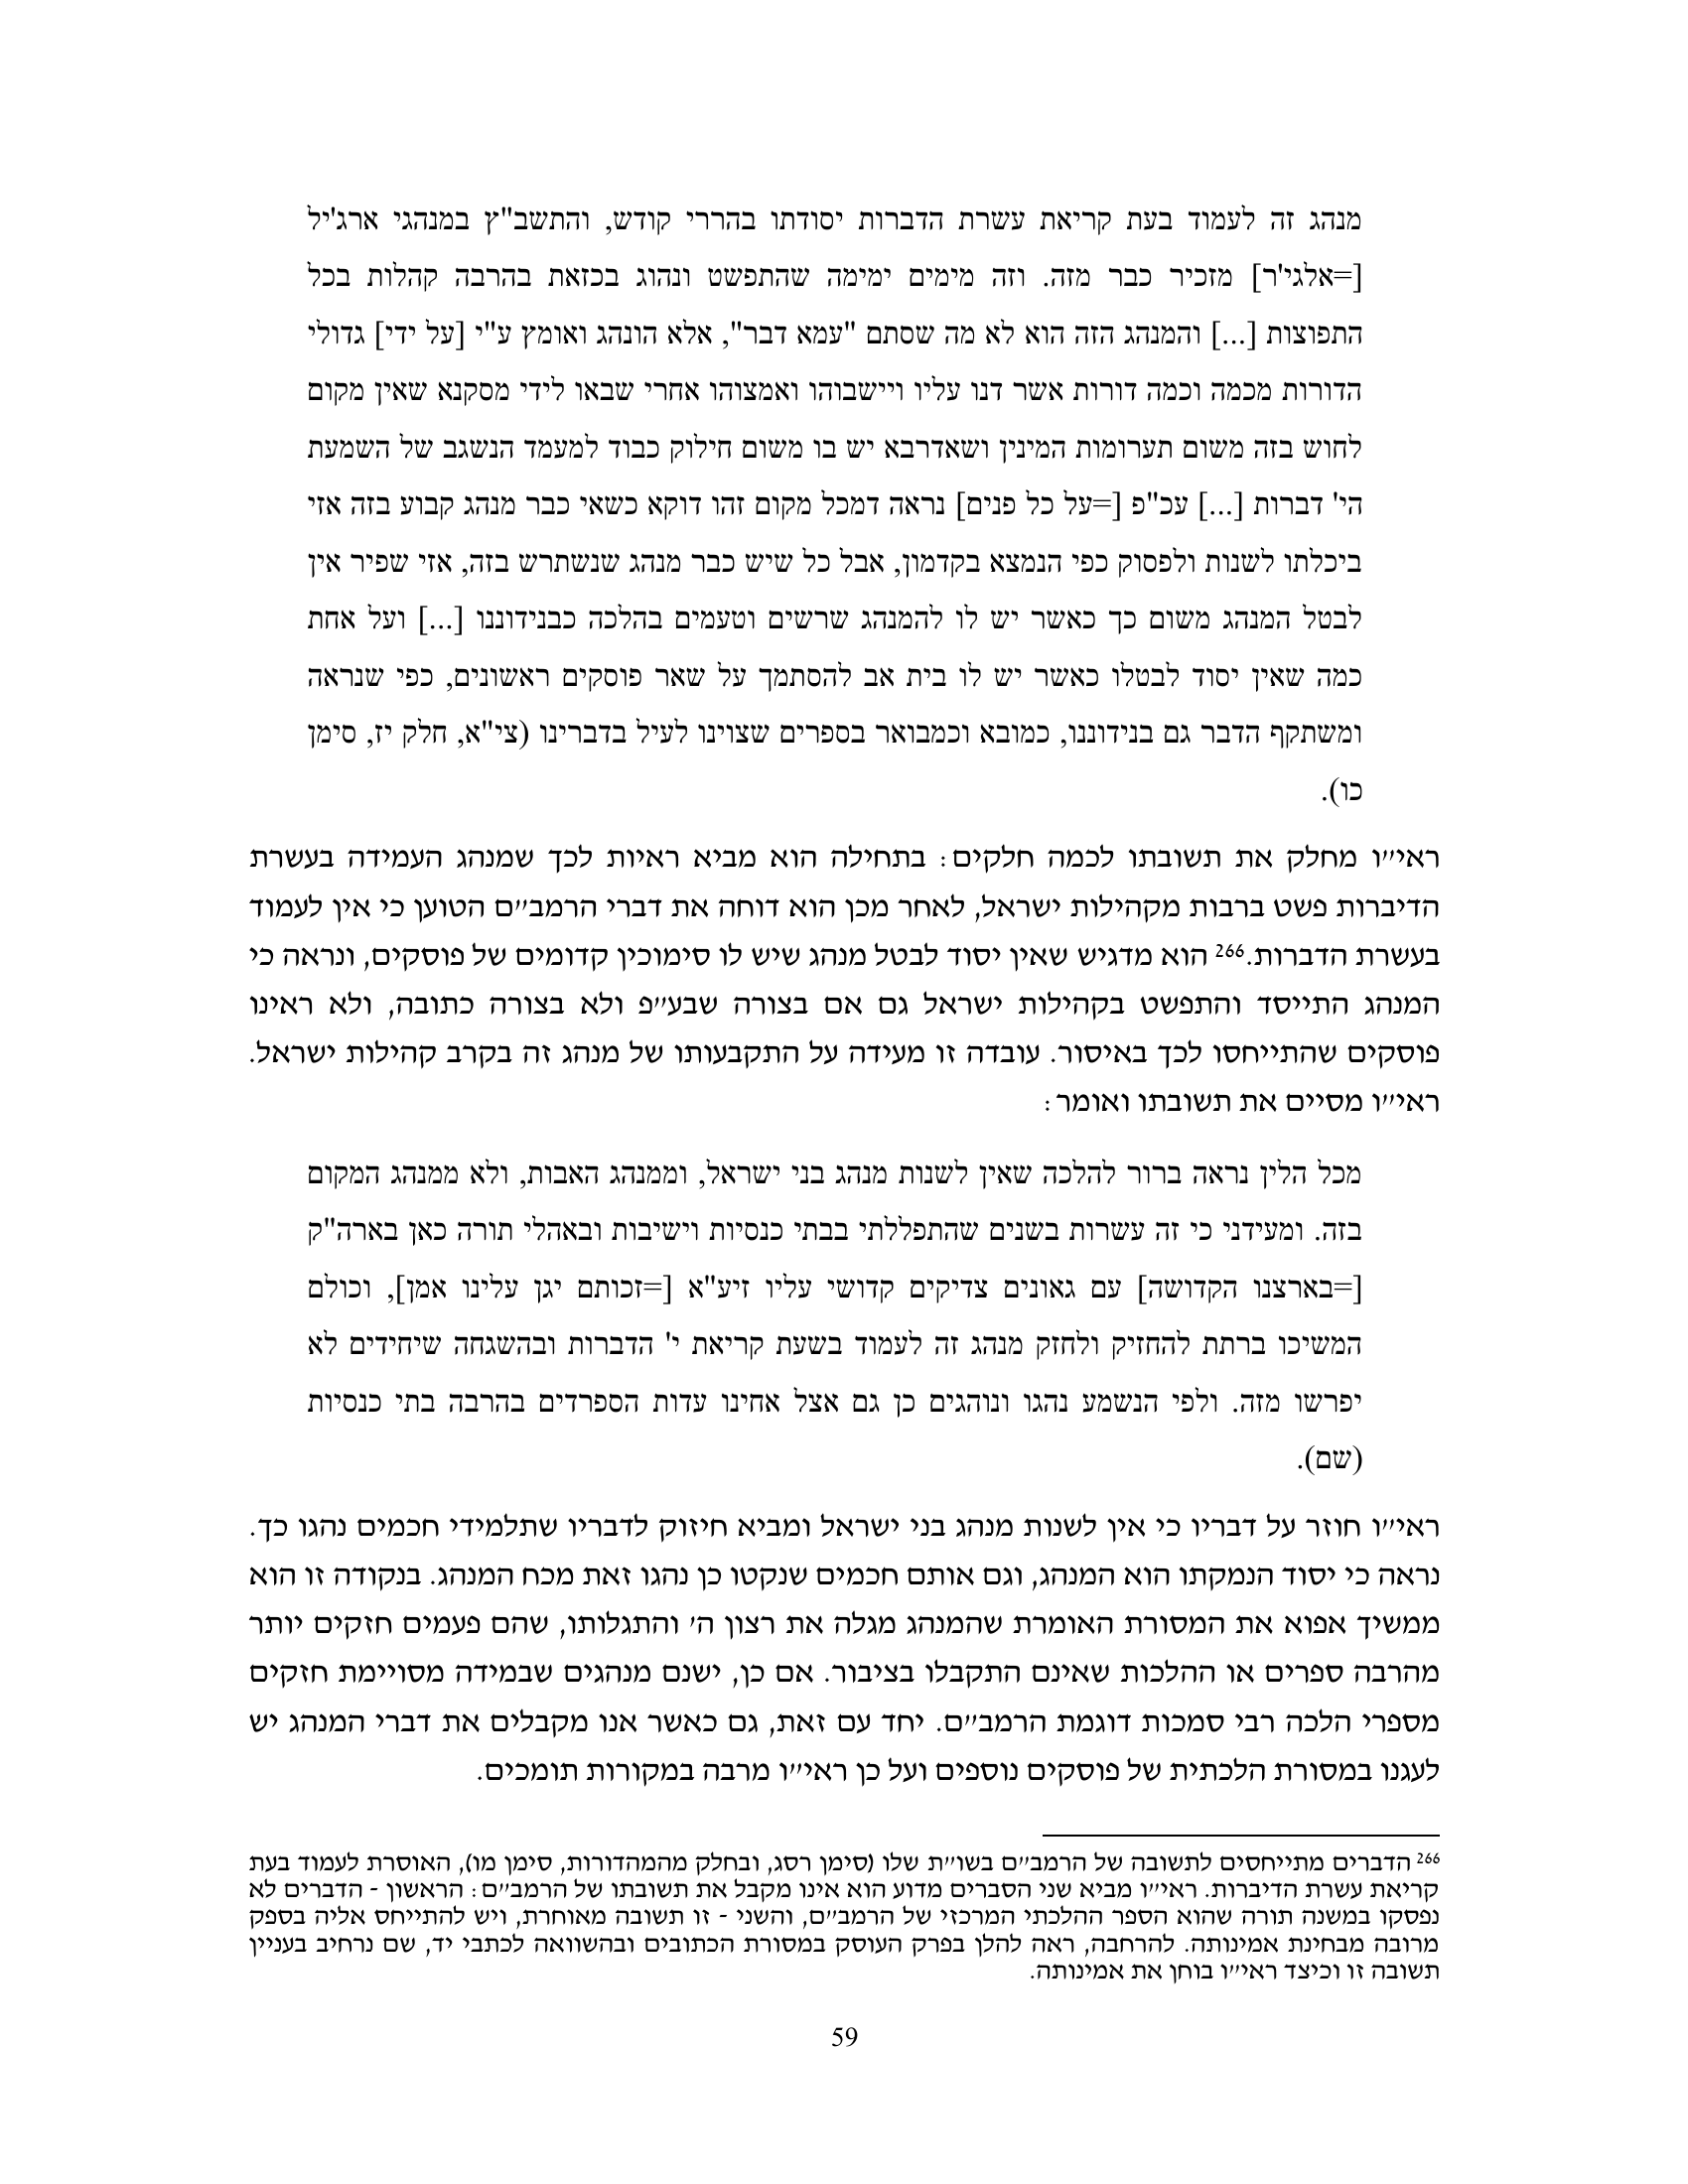 מנהג זה לעמוד בעת קריאת עשרת הדברות יסודתו בהררי קודש, והתשב"ץ במנהגי ארג'יל
[=אלגי'ר] מזכיר כבר מזה. וזה מימים ימימה שהתפשט ונהוג בכזאת בהרבה קהלות בכל
התפוצות [...] והמנהג הזה הוא לא מה שסתם "עמא דבר", אלא הונהג ואומץ ע"י [על ידי] גדולי
הדורות מכמה וכמה דורות אשר דנו עליו ויישבוהו ואמצוהו אחרי שבאו לידי מסקנא שאין מקום
לחוש בזה משום תערומות המינין ושאדרבא יש בו משום חילוק כבוד למעמד הנשגב של השמעת
הי' דברות [...] עכ"פ [=על כל פנים] נראה דמכל מקום זהו דוקא כשאי כבר מנהג קבוע בזה אזי
ביכלתו לשנות ולפסוק כפי הנמצא בקדמון, אבל כל שיש כבר מנהג שנשתרש בזה, אזי שפיר אין
לבטל המנהג משום כך כאשר יש לו להמנהג שרשים וטעמים בהלכה כבנידוננו [...] ועל אחת
כמה שאין יסוד לבטלו כאשר יש לו בית אב להסתמך על שאר פוסקים ראשונים, כפי שנראה
ומשתקף הדבר גם בנידוננו, כמובא וכמבואר בספרים שצוינו לעיל בדברינו (צי"א, חלק יז, סימן
כו).
ראי״ו מחלק את תשובתו לכמה חלקים: בתחילה הוא מביא ראיות לכך שמנהג העמידה בעשרת
הדיברות פשט ברבות מקהילות ישראל, לאחר מכן הוא דוחה את דברי הרמב״ם הטוען כי אין לעמוד
בעשרת הדברות.266 הוא מדגיש שאין יסוד לבטל מנהג שיש לו סימוכין קדומים של פוסקים, ונראה כי
המנהג התייסד והתפשט בקהילות ישראל גם אם בצורה שבע״פ ולא בצורה כתובה, ולא ראינו
פוסקים שהתייחסו לכך באיסור. עובדה זו מעידה על התקבעותו של מנהג זה בקרב קהילות ישראל.
ראי״ו מסיים את תשובתו ואומר:
מכל הלין נראה ברור להלכה שאין לשנות מנהג בני ישראל, וממנהג האבות, ולא ממנהג המקום
בזה. ומעידני כי זה עשרות בשנים שהתפללתי בבתי כנסיות וישיבות ובאהלי תורה כאן בארה"ק
[=בארצנו הקדושה] עם גאונים צדיקים קדושי עליו זיע"א [=זכותם יגן עלינו אמן], וכולם
המשיכו ברתת להחזיק ולחזק מנהג זה לעמוד בשעת קריאת י' הדברות ובהשגחה שיחידים לא
יפרשו מזה. ולפי הנשמע נהגו ונוהגים כן גם אצל אחינו עדות הספרדים בהרבה בתי כנסיות
(שם).
ראי״ו חוזר על דבריו כי אין לשנות מנהג בני ישראל ומביא חיזוק לדבריו שתלמידי חכמים נהגו כך.
נראה כי יסוד הנמקתו הוא המנהג, וגם אותם חכמים שנקטו כן נהגו זאת מכח המנהג. בנקודה זו הוא
ממשיך אפוא את המסורת האומרת שהמנהג מגלה את רצון ה׳ והתגלותו, שהם פעמים חזקים יותר
מהרבה ספרים או ההלכות שאינם התקבלו בציבור. אם כן, ישנם מנהגים שבמידה מסויימת חזקים
מספרי הלכה רבי סמכות דוגמת הרמב״ם. יחד עם זאת, גם כאשר אנו מקבלים את דברי המנהג יש
לעגנו במסורת הלכתית של פוסקים נוספים ועל כן ראי״ו מרבה במקורות תומכים.
266 הדברים מתייחסים לתשובה של הרמב״ם בשו״ת שלו (סימן רסג, ובחלק מהמהדורות, סימן מו), האוסרת לעמוד בעת
קריאת עשרת הדיברות. ראי״ו מביא שני הסברים מדוע הוא אינו מקבל את תשובתו של הרמב״ם: הראשון - הדברים לא
נפסקו במשנה תורה שהוא הספר ההלכתי המרכזי של הרמב״ם, והשני - זו תשובה מאוחרת, ויש להתייחס אליה בספק
מרובה מבחינת אמינותה. להרחבה, ראה להלן בפרק העוסק במסורת הכתובים ובהשוואה לכתבי יד, שם נרחיב בעניין
תשובה זו וכיצד ראי״ו בוחן את אמינותה.
59